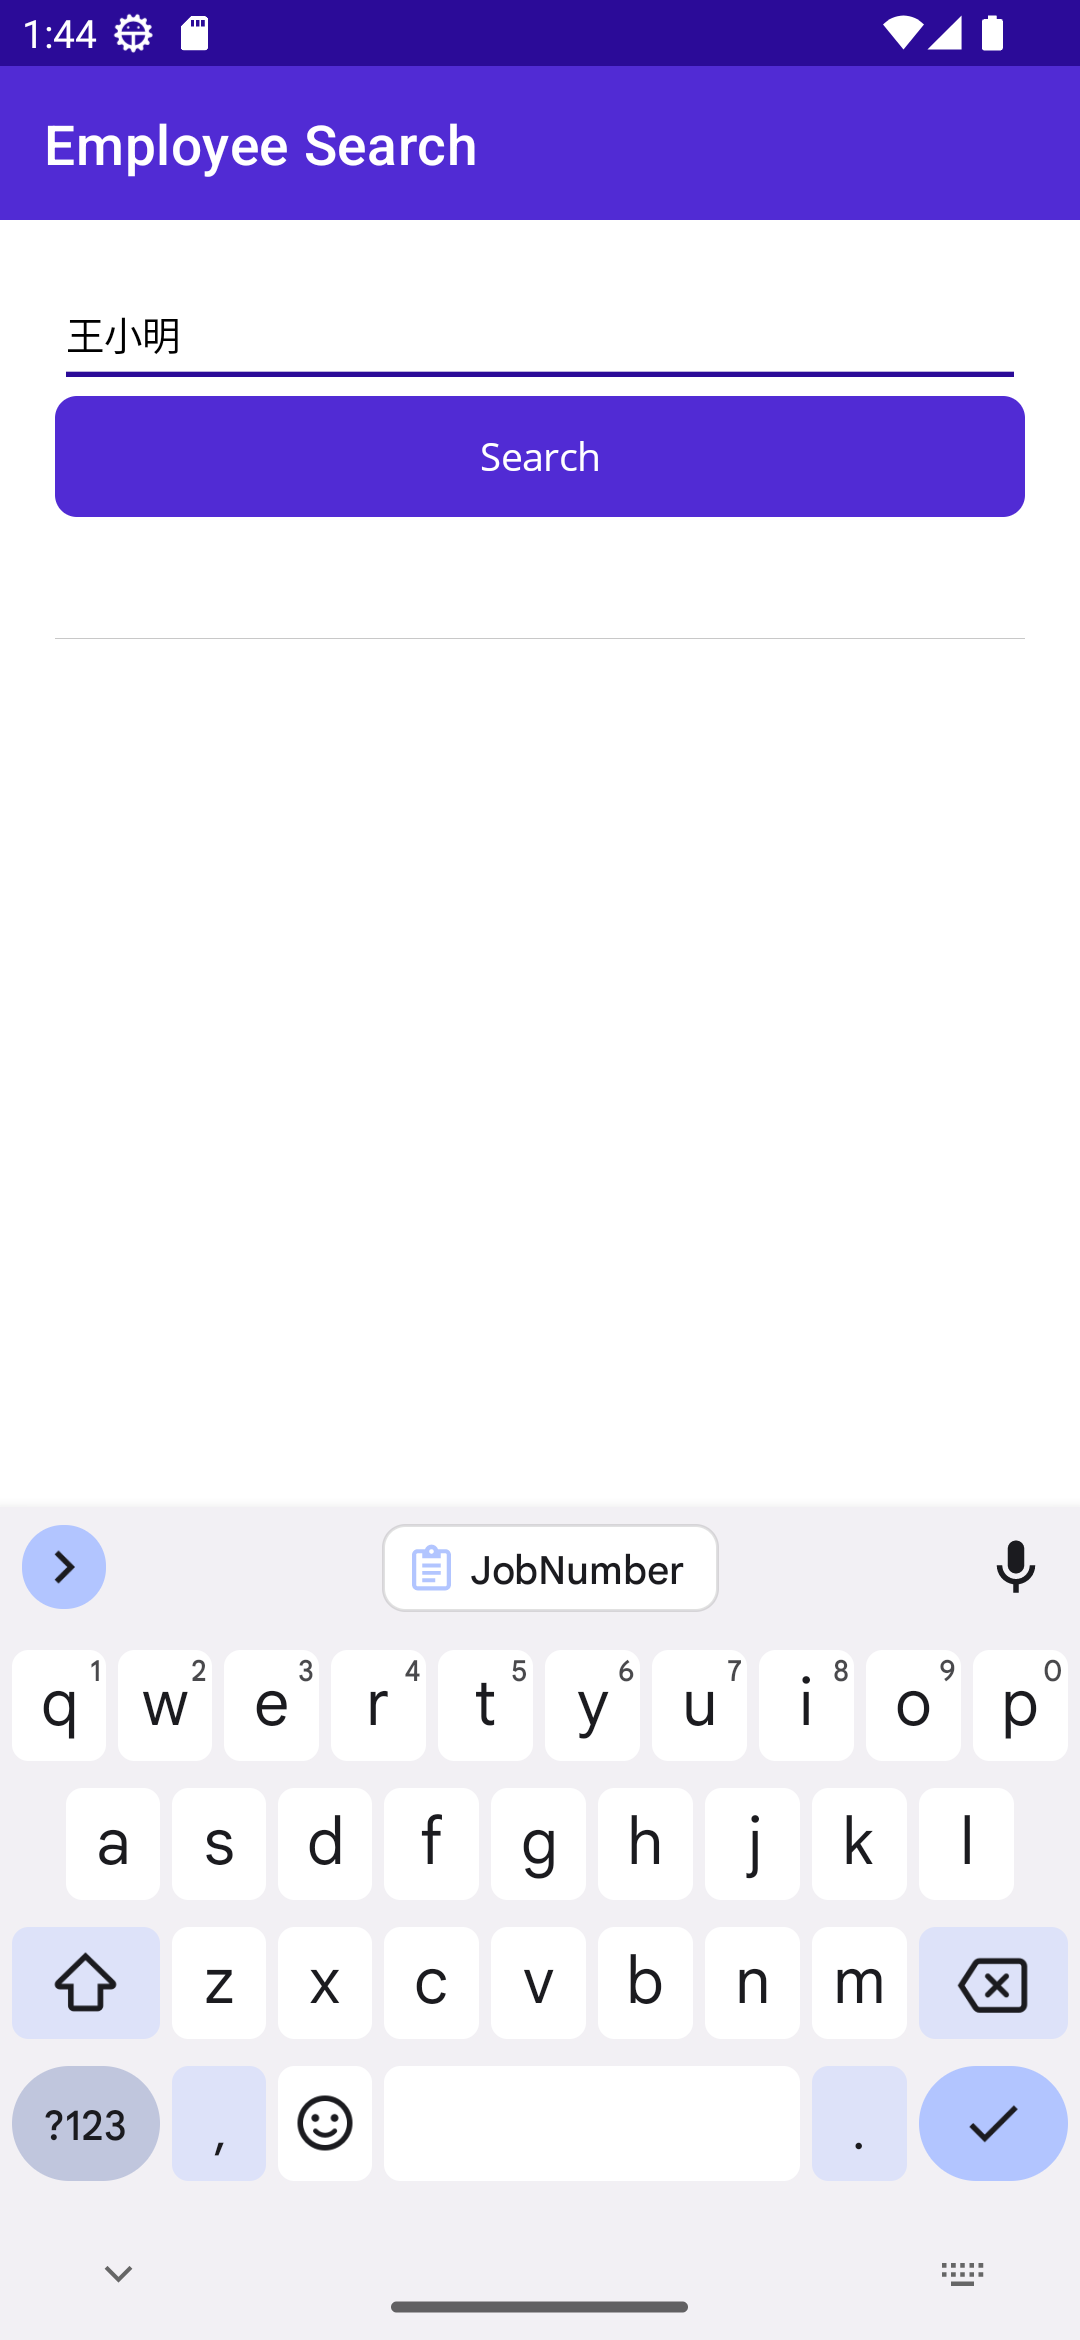 1:44
Employee Search
王小明
Search
JobNumber
q 1 w 2 e 3 r 4 t 5 y 6 u 7 i 8 o 9 p 0
a s d f g h j k l
z x c v b n m
?123 , .